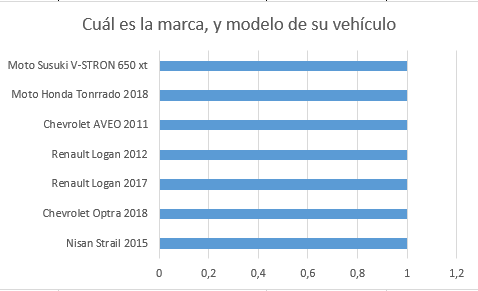 Cuál es la marca, y modelo de su vehículo
Moto Susuki V-STRON 650 xt
Moto Honda Tonrrado 2018
Chevrolet AVEO 2011
Renault Logan 2012
Renault Logan 2017
Chevrolet Optra 2018
Nisan Strail 2015
0 0,2 0,4 0,6 0,8 1 1,2